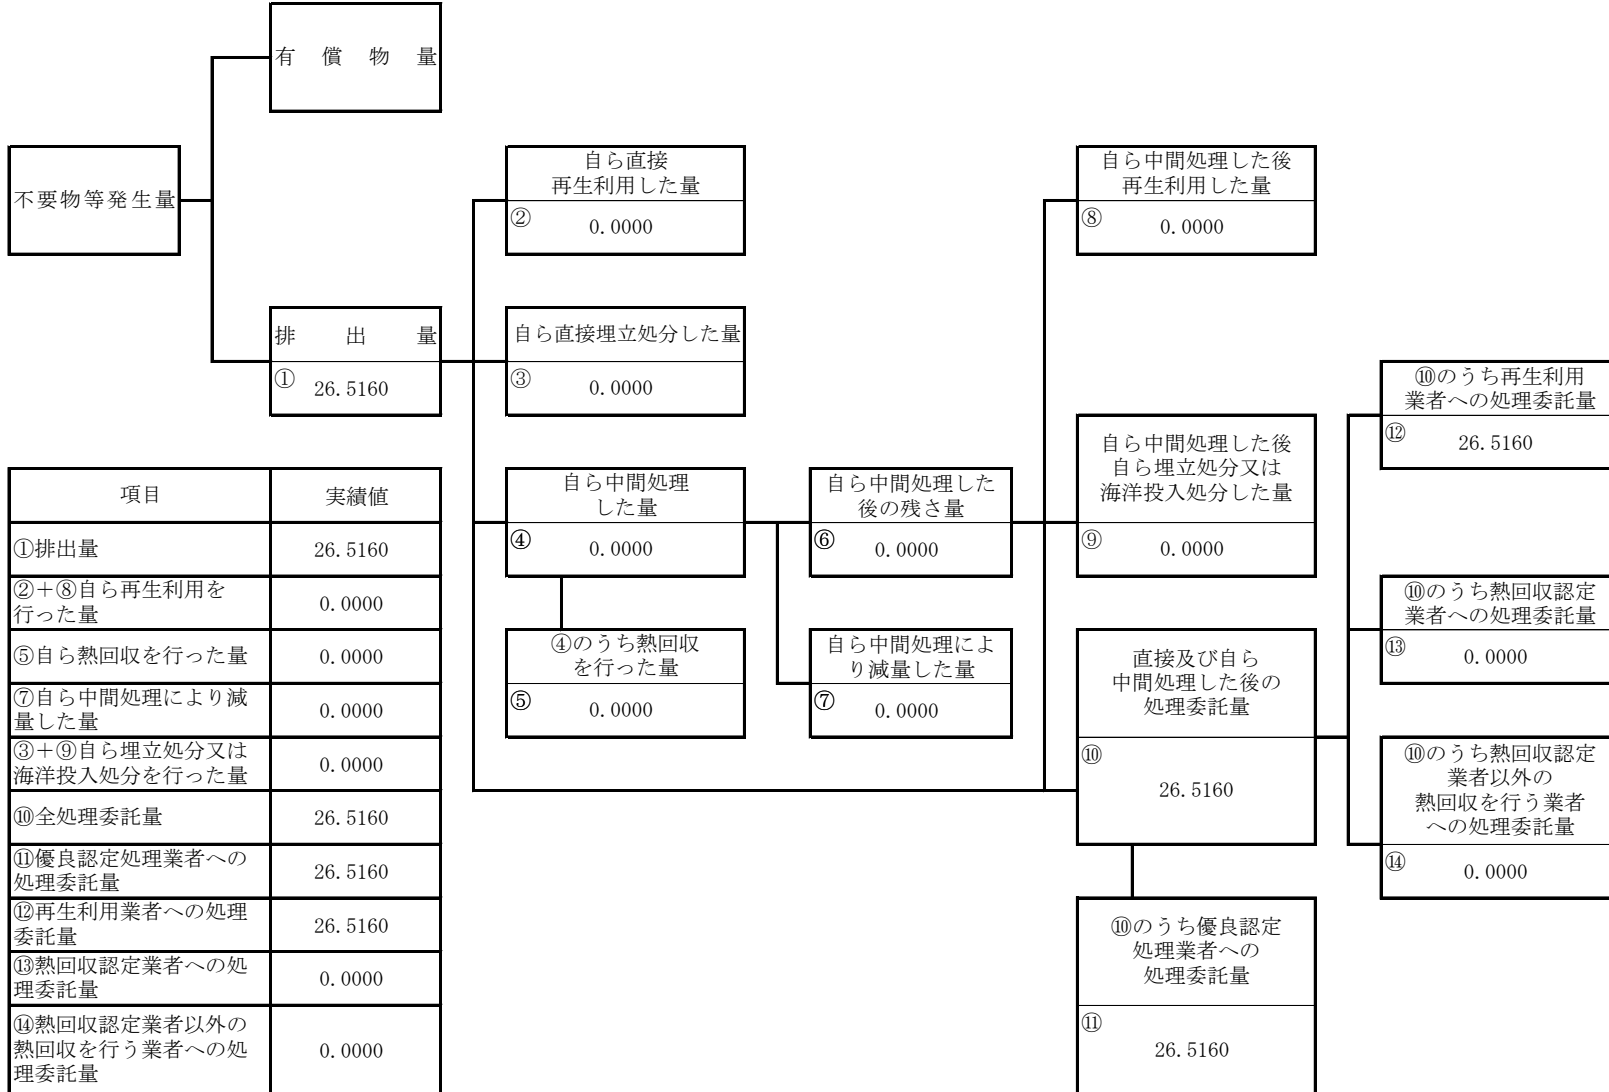 有償物量
不要物等発生量
排出量
① 26.5160
自ら直接
再生利用した量
② 0.0000
自ら直接埋立処分した量
③ 0.0000
自ら中間処理
した量
④ 0.0000
④のうち熱回収
を行った量
⑤ 0.0000
自ら中間処理した
後の残さ量
⑥ 0.0000
自ら中間処理によ
り減量した量
⑦ 0.0000
自ら中間処理した後
再生利用した量
⑧ 0.0000
自ら中間処理した後
自ら埋立処分又は
海洋投入処分した量
⑨ 0.0000
直接及び自ら
中間処理した後の
処理委託量
⑩
26.5160
⑩のうち優良認定
処理業者への
処理委託量
⑪
26.5160
⑩のうち再生利用
業者への処理委託量
⑫ 26.5160
⑩のうち熱回収認定
業者への処理委託量
⑬ 0.0000
⑩のうち熱回収認定
業者以外の
熱回収を行う業者
への処理委託量
⑭ 0.0000
項目 実績値
①排出量 26.5160
②＋⑧自ら再生利用を
行った量 0.0000
⑤自ら熱回収を行った量 0.0000
⑦自ら中間処理により減
量した量 0.0000
③＋⑨自ら埋立処分又は
海洋投入処分を行った量 0.0000
⑩全処理委託量 26.5160
⑪優良認定処理業者への
処理委託量 26.5160
⑫再生利用業者への処理
委託量 26.5160
⑬熱回収認定業者への処
理委託量 0.0000
⑭熱回収認定業者以外の
熱回収を行う業者への処
理委託量 0.0000